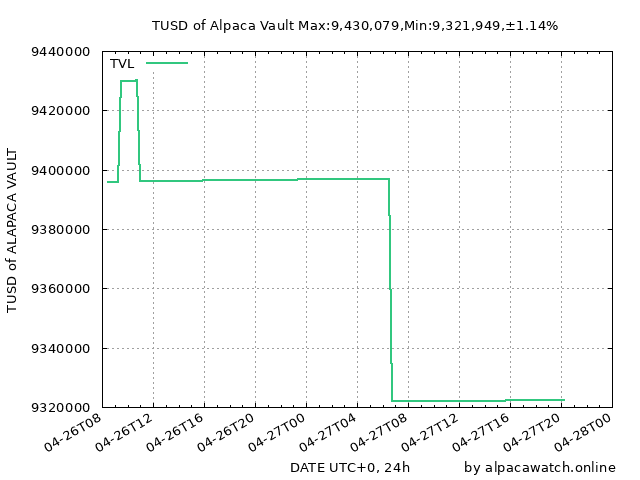 TUSD of Alpaca Vault Max:9,430,079,Min:9,321,949,±1.14%
TVL
TUSD of ALAPACA VAULT
9440000
9420000
9400000
9380000
9360000
9340000
9320000
04-26T08
04-26T12
04-26T16
04-26T20
04-27T00
04-27T04
04-27T08
04-27T12
04-27T16
04-27T20
04-28T00
DATE UTC+0, 24h
by alpacawatch.online